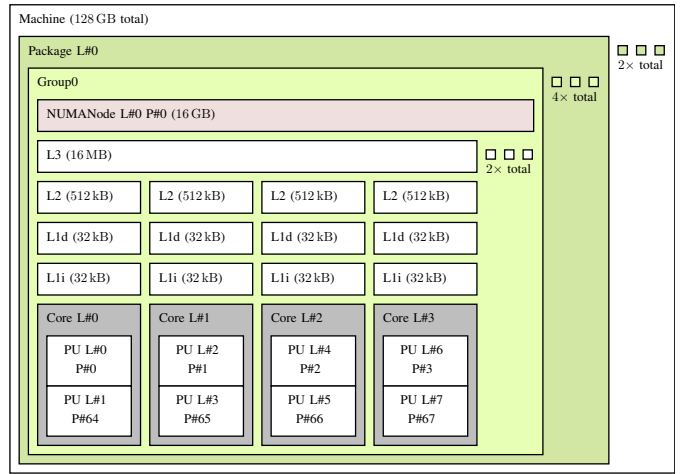 Machine (128 GB total)
Package L#0
2× total
Group0
4× total
NUMANode L#0 P#0 (16 GB)
L3 (16 MB)
2× total
L2 (512 kB) L2 (512 kB) L2 (512 kB) L2 (512 kB)
L1d (32 kB) L1d (32 kB) L1d (32 kB) L1d (32 kB)
L1i (32 kB) L1i (32 kB) L1i (32 kB) L1i (32 kB)
Core L#0 Core L#1 Core L#2 Core L#3
PU L#0 PU L#2 PU L#4 PU L#6
P#0 P#1 P#2 P#3
PU L#1 PU L#3 PU L#5 PU L#7
P#64 P#65 P#66 P#67